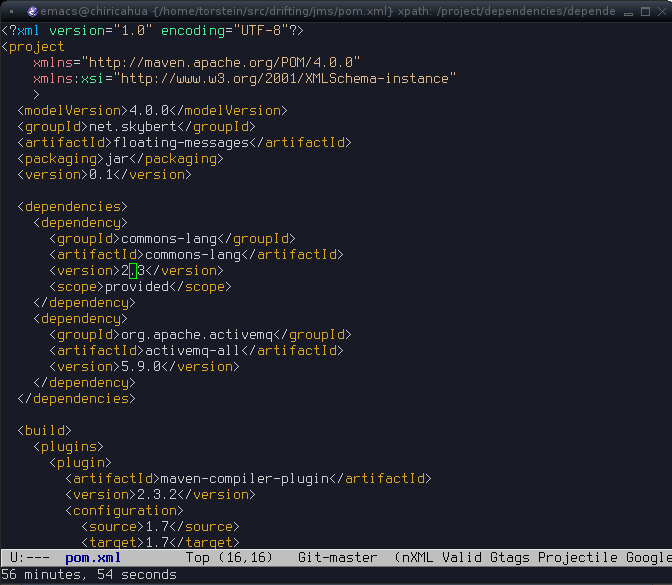 emacs@chiricahua {/home/torstein/src/drifting/jms/pom.xml} xpath: /project/dependencies/depende
<?xml version="1.0" encoding="UTF-8"?>
<project
    xmlns="http://maven.apache.org/POM/4.0.0"
    xmlns:xsi="http://www.w3.org/2001/XMLSchema-instance"
    >
  <modelVersion>4.0.0</modelVersion>
  <groupId>net.skybert</groupId>
  <artifactId>floating-messages</artifactId>
  <packaging>jar</packaging>
  <version>0.1</version>

  <dependencies>
    <dependency>
      <groupId>commons-lang</groupId>
      <artifactId>commons-lang</artifactId>
      <version>2.3</version>
      <scope>provided</scope>
    </dependency>
    <dependency>
      <groupId>org.apache.activemq</groupId>
      <artifactId>activemq-all</artifactId>
      <version>5.9.0</version>
    </dependency>
  </dependencies>

  <build>
    <plugins>
      <plugin>
        <artifactId>maven-compiler-plugin</artifactId>
        <version>2.3.2</version>
        <configuration>
          <source>1.7</source>
          <target>1.7</target>
U:---  pom.xml        Top (16,16)   Git-master  (nXML Valid Gtags Projectile Google
56 minutes, 54 seconds